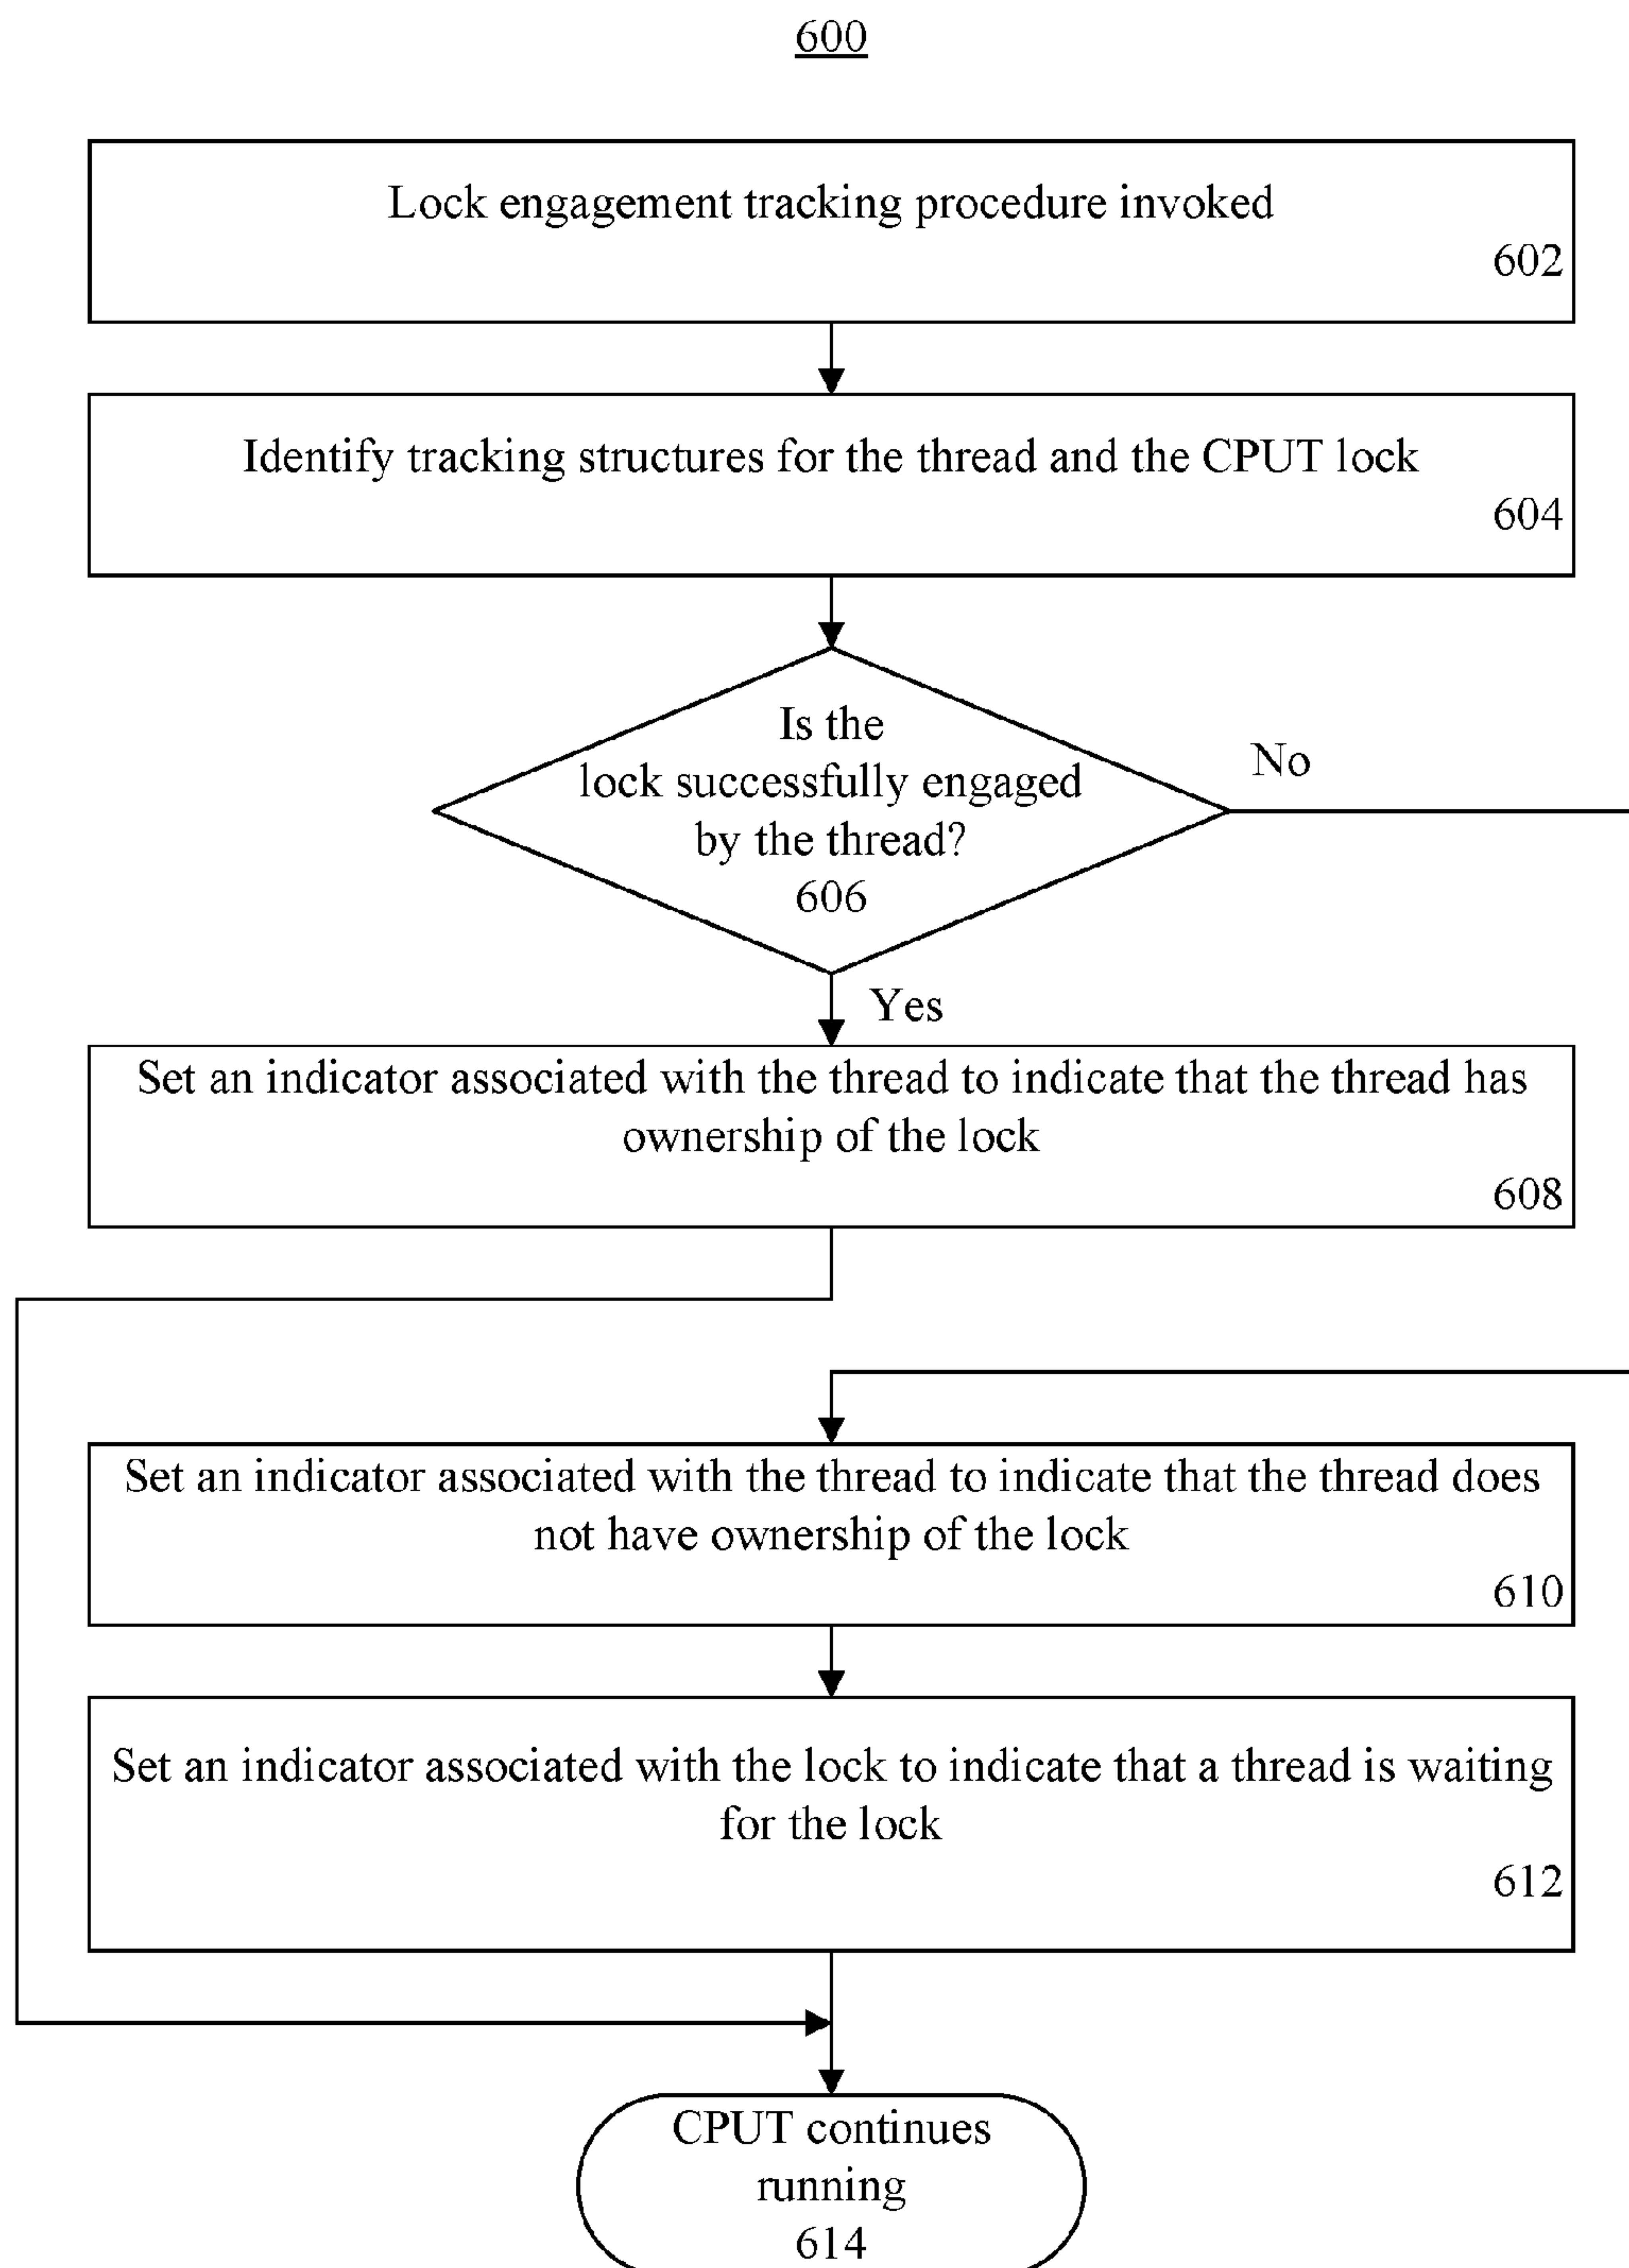 600
Lock engagement tracking procedure invoked
602
Identify tracking structures for the thread and the CPUT lock
604
Is the
lock successfully engaged
by the thread?
606
No
Yes
Set an indicator associated with the thread to indicate that the thread has
ownership of the lock
608
Set an indicator associated with the thread to indicate that the thread does
not have ownership of the lock
610
Set an indicator associated with the lock to indicate that a thread is waiting
for the lock
612
CPUT continues
running
614